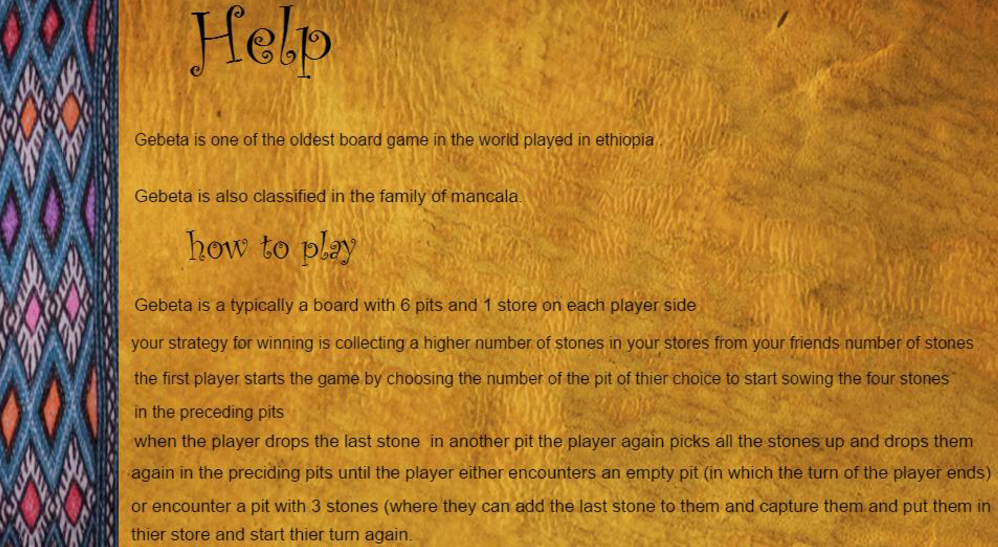 Help
Gebeta is one of the oldest board game in the world played in ethiopia .
Gebeta is also classified in the family of mancala.
how to play
Gebeta is a typically a board with 6 pits and 1 store on each player side
your strategy for winning is collecting a higher number of stones in your stores from your friends number of stones
the first player starts the game by choosing the number of the pit of thier choice to start sowing the four stones
in the preceding pits
when the player drops the last stone  in another pit the player again picks all the stones up and drops them
again in the preciding pits until the player either encounters an empty pit (in which the turn of the player ends)
or encounter a pit with 3 stones (where they can add the last stone to them and capture them and put them in
thier store and start thier turn again.